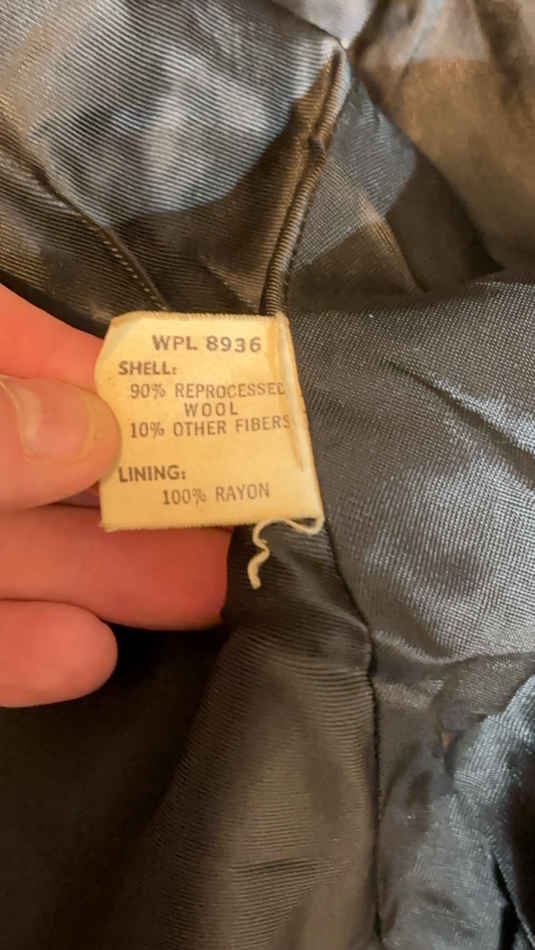 WPL 8936
SHELL:
90% REPROCESSED
WOOL
10% OTHER FIBERS
LINING:
100% RAYON